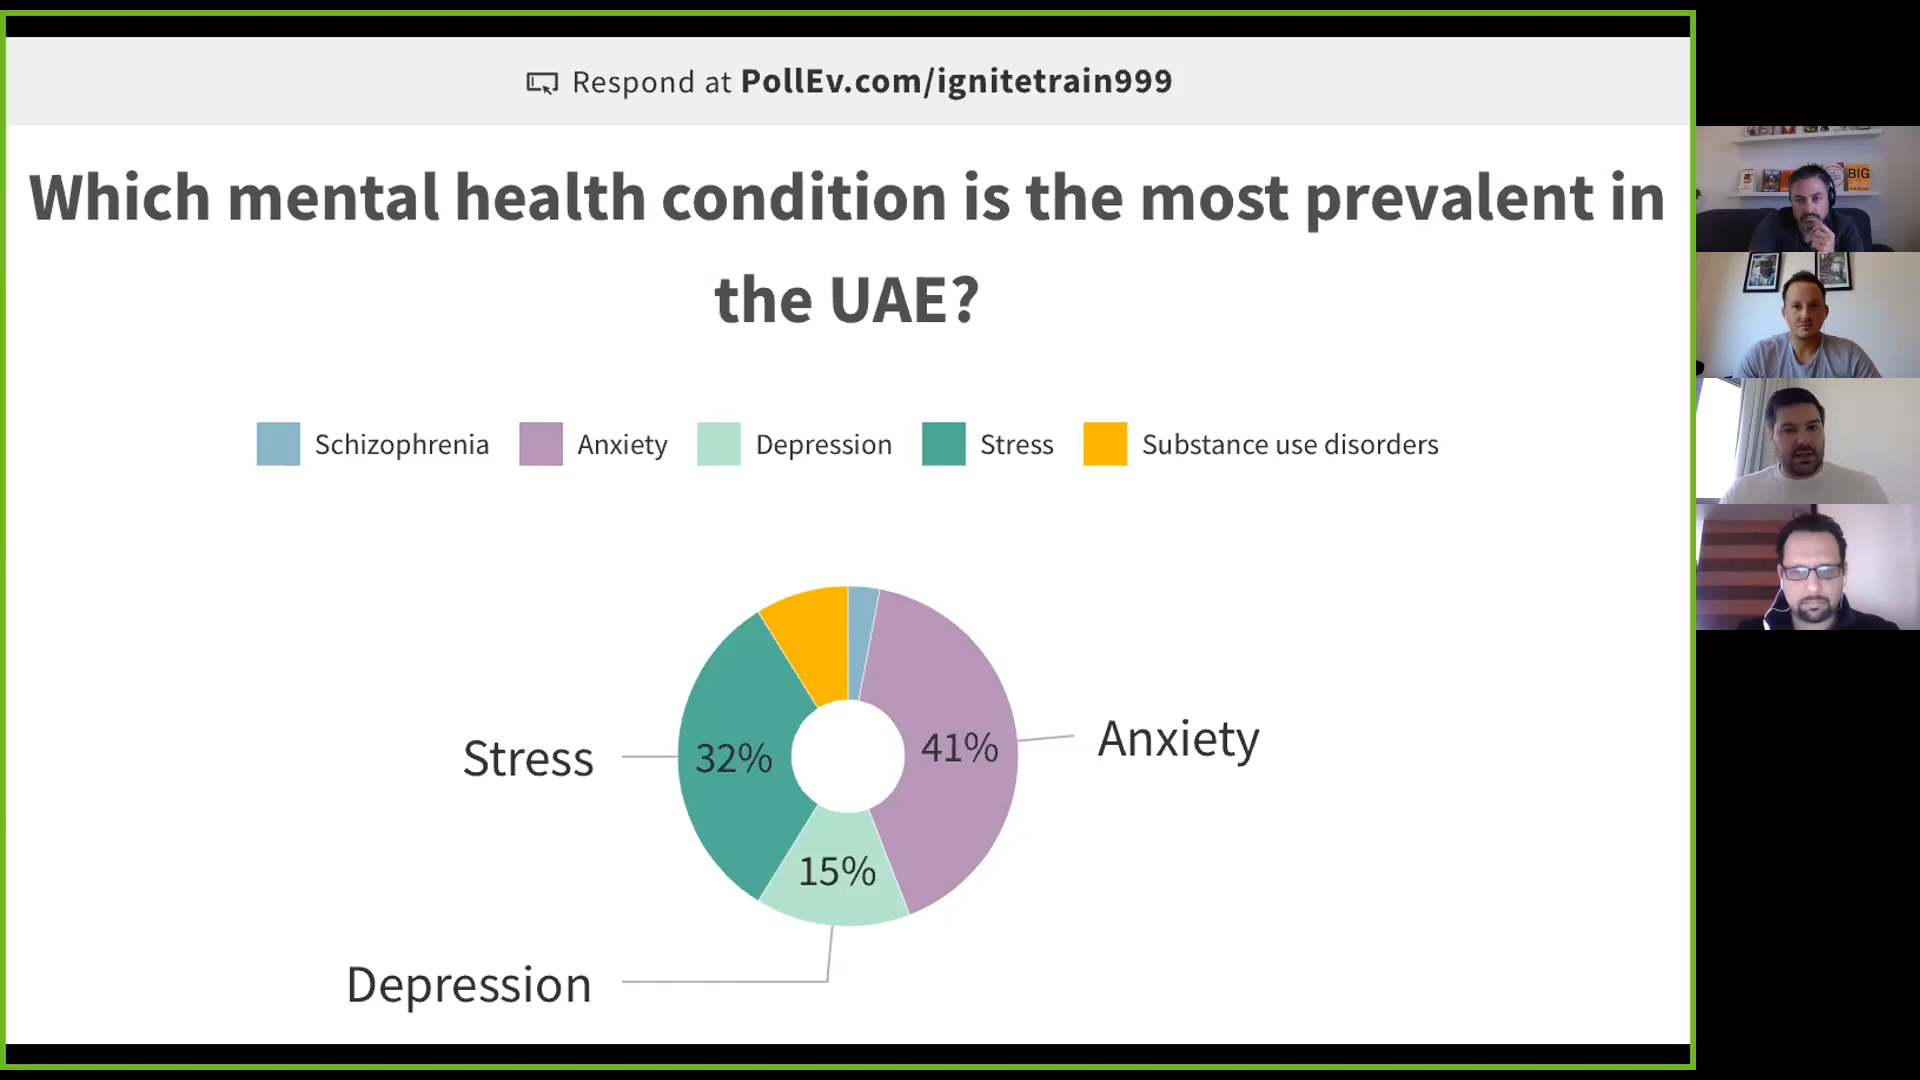 Respond at PollEv.com/ignitetrain999
Which mental health condition is the most prevalent in
the UAE?
Schizophrenia
Anxiety
Depression
Stress
Substance use disorders
Stress
32%
41%
Anxiety
15%
Depression
BIG